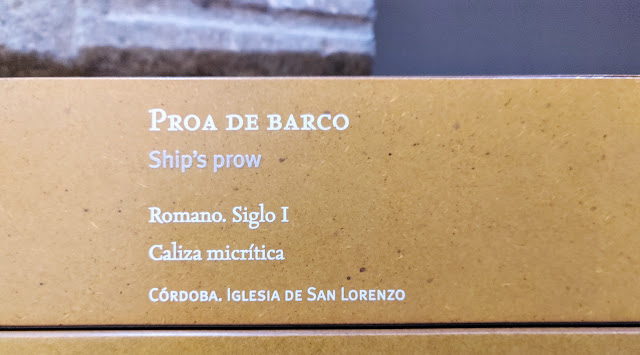 Proa de barco
Ship's prow
Romano. Siglo I
Caliza micrítica
Córdoba. Iglesia de San Lorenzo